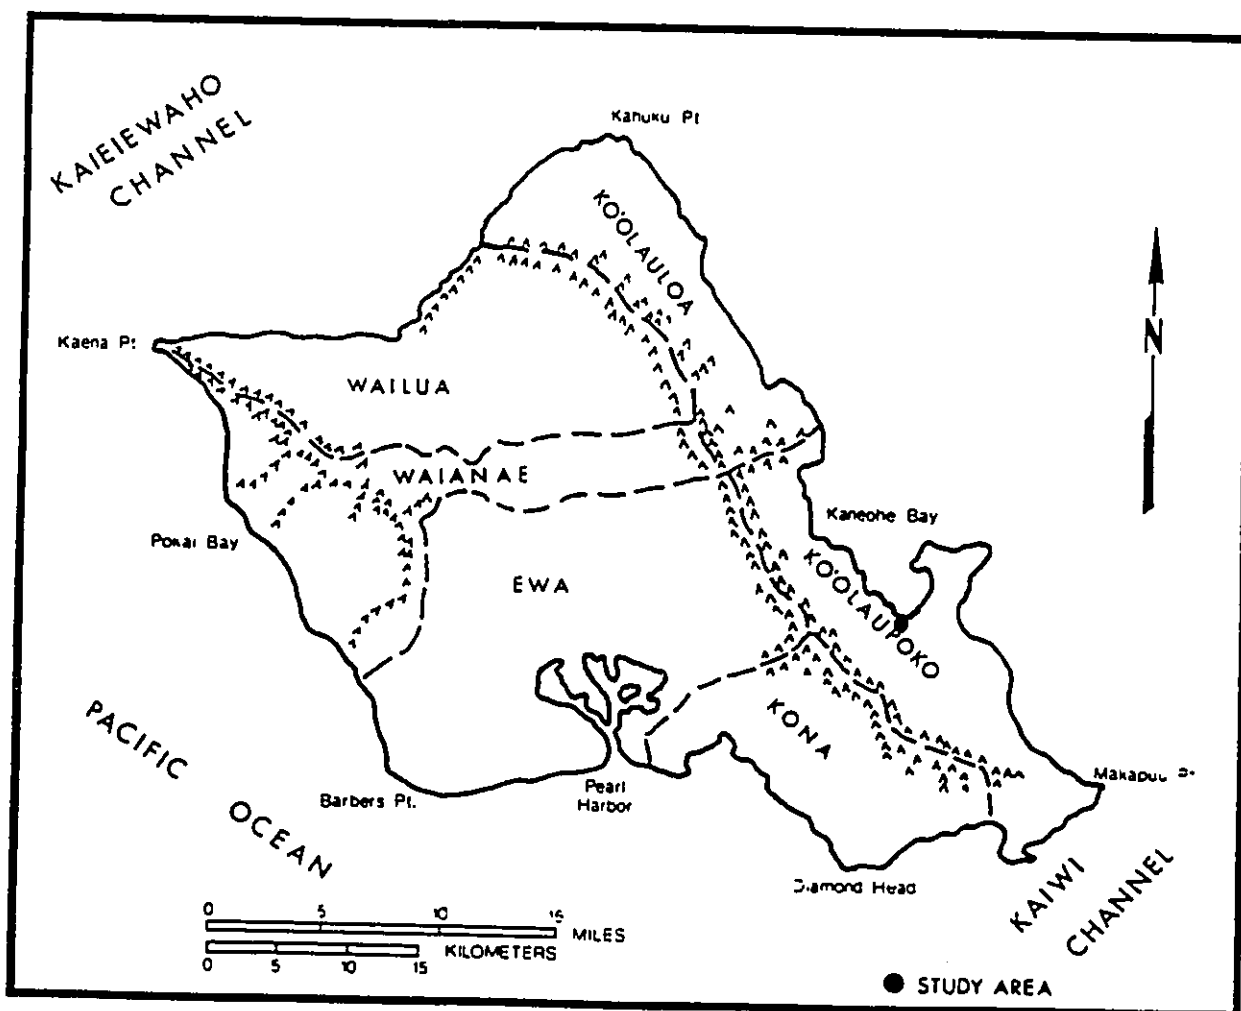 KAIEIEWAHO
CHANNEL
Kahuku Pt
KO'OLAULOA
N
Kaena Pt
WAILUA
WAIANAE
Pokai Bay
Kaneohe Bay
KO'OLAUPOKO
EWA
KONA
PACIFIC
OCEAN
Barbers Pt.
Pearl
Harbor
Makapuu Pt
Diamond Head
KAIWI
CHANNEL
0 5 10 15
MILES
KILOMETERS
0 5 10 15
STUDY AREA